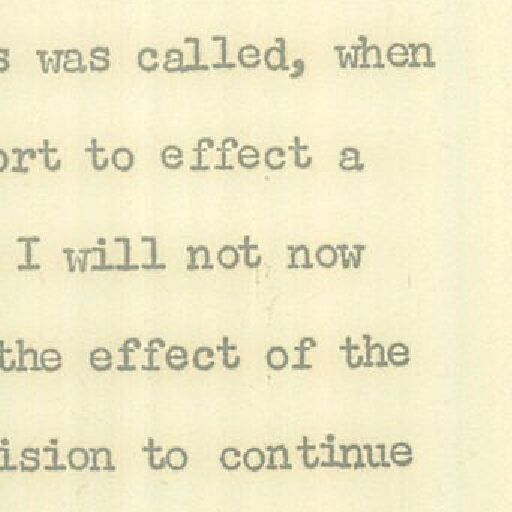 s was called, when
ort to effect a
I will not now
the effect of the
ision to continue